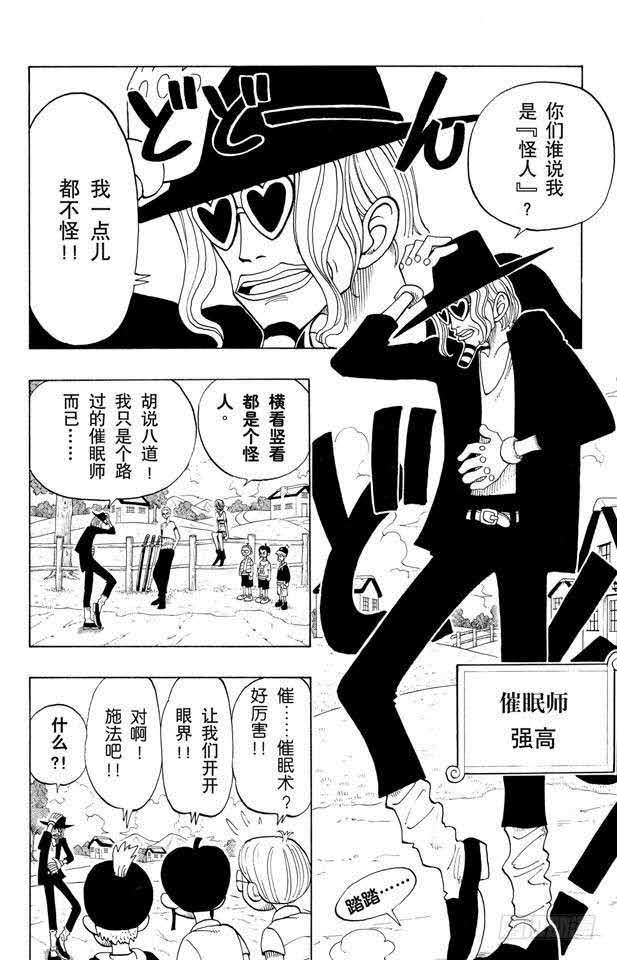 你们谁说我
是『怪人』?
どどーん
我一点儿
都不怪!!
横看竖看
都是个怪
人。
胡说八道!
我只是个路
过的催眠师
而已……
催眠师
强高
踏踏……
催……催眠术?
好厉害!!
让我们开开
眼界!!
对啊!
施法吧!!
什么?!